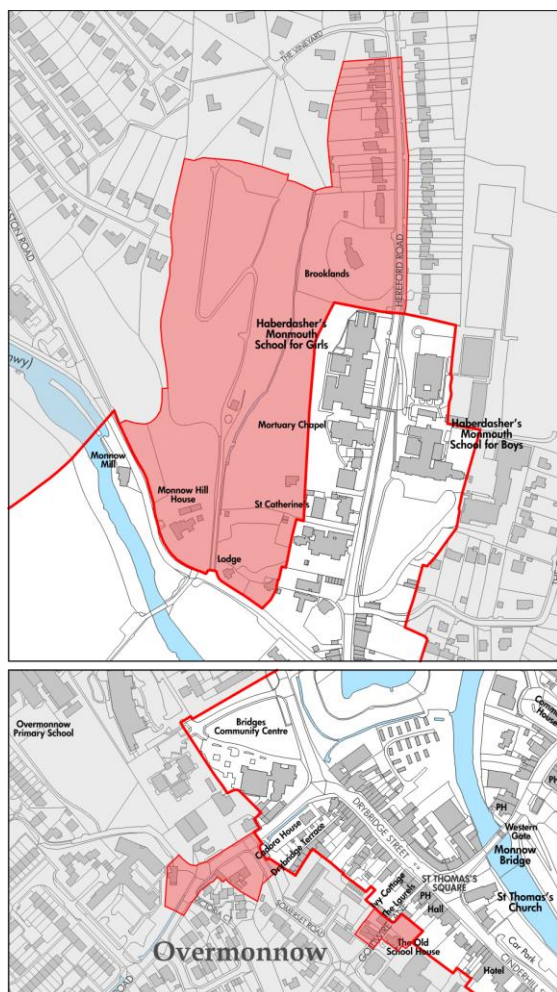 THE VINEYARD
HEREFORD ROAD
Brooklands
Haberdasher's
Monmouth
School for Girls
Mortuary Chapel
Haberdasher's
Monmouth
School for Boys
Monnow
Mill
Monnow Hill
House
St Catherine's
Lodge
Overmonnow
Primary School
Bridges
Community Centre
House
PH
PH
Western
Gate
Monnow
Bridge
DRYBRIDGE STREET
Drybridge Terrace
ST THOMAS'S
SQUARE
St Thomas's
Church
The Laurels
PH
Hall
SOMERSET ROAD
Overmonnow
The Old
School House
Car Park
Hotel